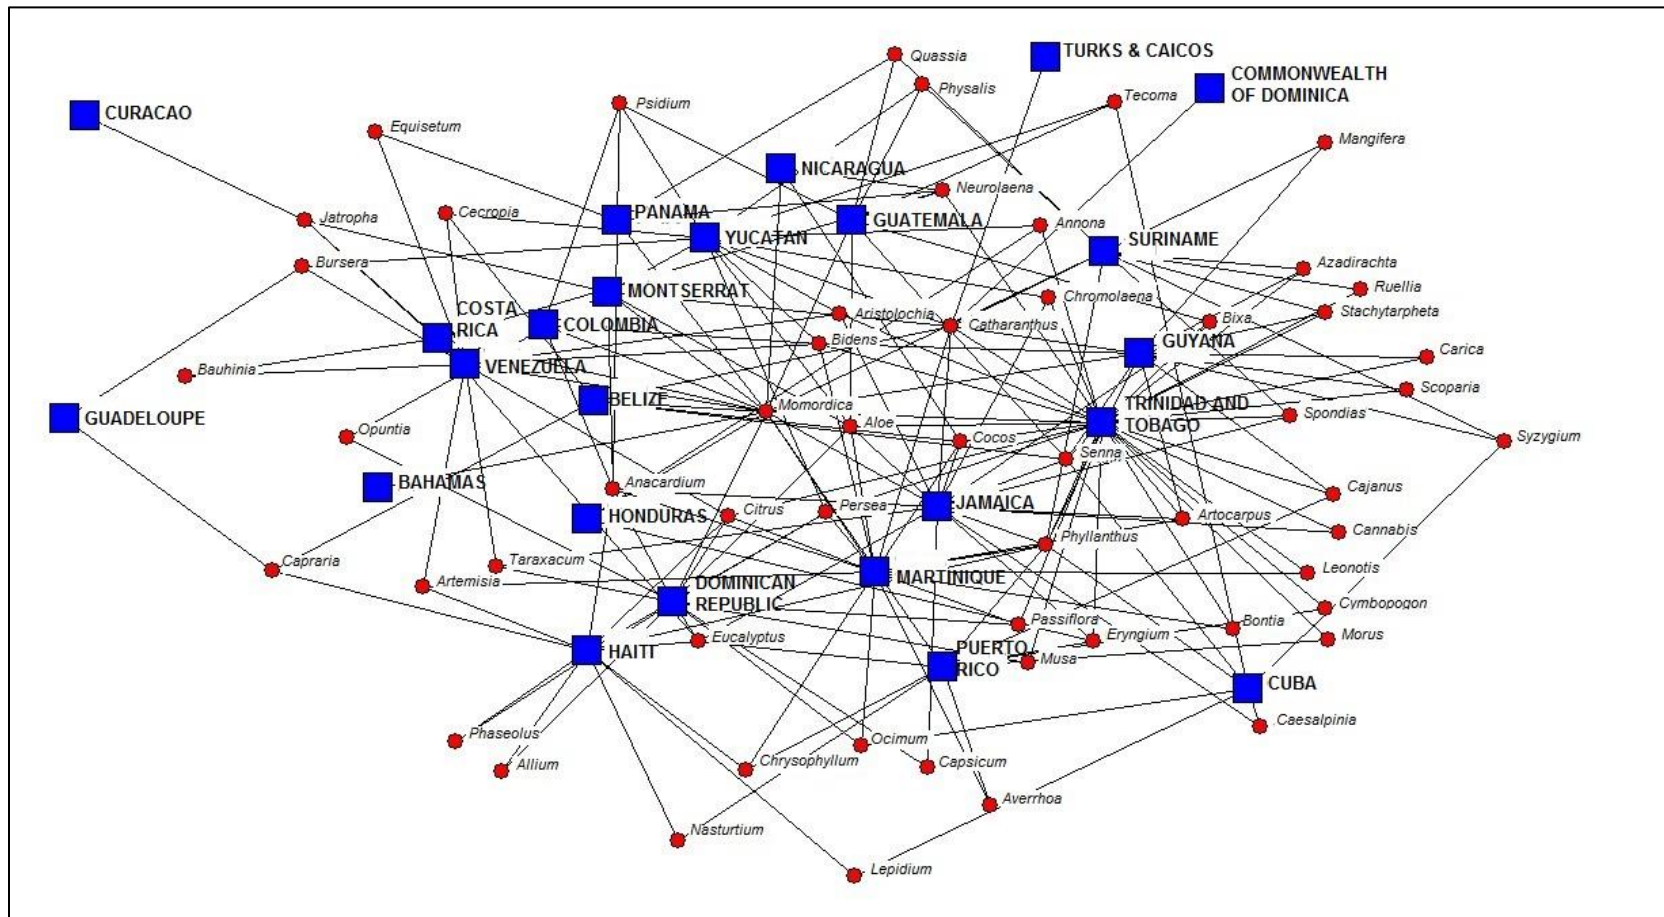 Quassia
TURKS & CAICOS
COMMONWEALTH
OF DOMINICA
Physalis
Tecoma
Psidium
CURACAO
Equisetum
Mangifera
NICARAGUA
Neurolaena
PANAMA
Cecropia
Jatropha
GUATEMALA
Annona
YUCATAN
SURINAME
Bursera
Azadirachta
MONTSERRAT
Ruellia
Chromolaena
COSTA
RICA
Aristolochia
Catharanthus
Bixa
Stachytarpheta
COLOMBIA
Bidens
GUYANA
Carica
VENEZUELA
Bauhinia
Scoparia
BELIZE
Momordica
TRINIDAD AND
TOBAGO
Spondias
GUADELOUPE
Opuntia
Aloe
Cocos
Syzygium
Senna
BAHAMAS
Anacardium
Cajanus
HONDURAS
Citrus
Persea
JAMAICA
Artocarpus
Cannabis
Phyllanthus
Capraria
Taraxacum
Artemisia
DOMINICAN
REPUBLIC
MARTINIQUE
Leonotis
Cymbopogon
Passiflora
Bontia
Eucalyptus
Eryngium
Morus
HAITI
PUERTO
RICO
Musa
CUBA
Caesalpinia
Phaseolus
Ocimum
Allium
Chrysophyllum
Capsicum
Averrhoa
Nasturtium
Lepidium